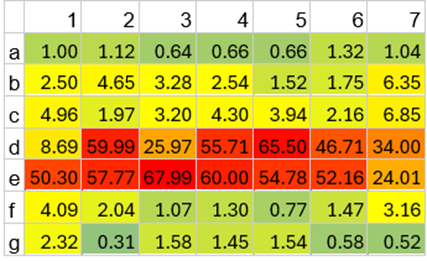 1 2 3 4 5 6 7
a 1.00 1.12 0.64 0.66 0.66 1.32 1.04
b 2.50 4.65 3.28 2.54 1.52 1.75 6.35
c 4.96 1.97 3.20 4.30 3.94 2.16 6.85
d 8.69 59.99 25.97 55.71 65.50 46.71 34.00
e 50.30 57.77 67.99 60.00 54.78 52.16 24.01
f 4.09 2.04 1.07 1.30 0.77 1.47 3.16
g 2.32 0.31 1.58 1.45 1.54 0.58 0.52